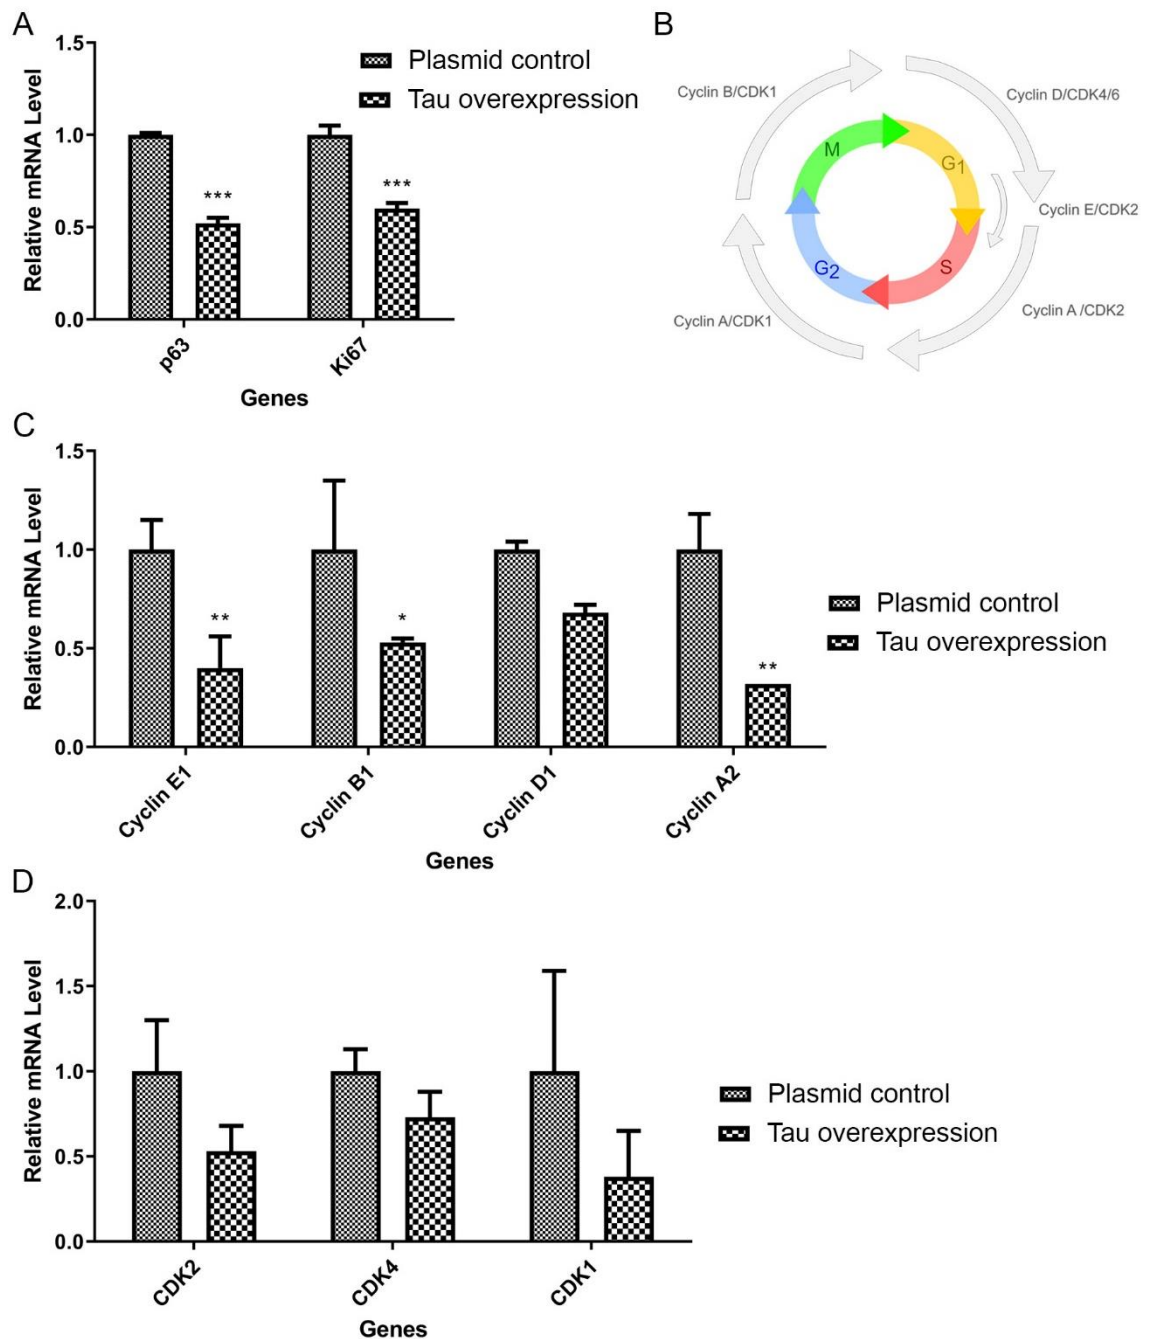 A
1.5
1.0
0.5
0.0
Relative mRNA Level
Plasmid control
Tau overexpression
***
***
p63
Ki67
Genes
B
Cyclin B/CDK1
Cyclin D/CDK4/6
M
G1
Cyclin E/CDK2
G2
S
Cyclin A/CDK1
Cyclin A /CDK2
C
1.5
1.0
0.5
0.0
Relative mRNA Level
**
*
**
Plasmid control
Tau overexpression
Cyclin E1
Cyclin B1
Cyclin D1
Cyclin A2
Genes
D
2.0
1.5
1.0
0.5
0.0
Relative mRNA Level
Plasmid control
Tau overexpression
CDK2
CDK4
CDK1
Genes